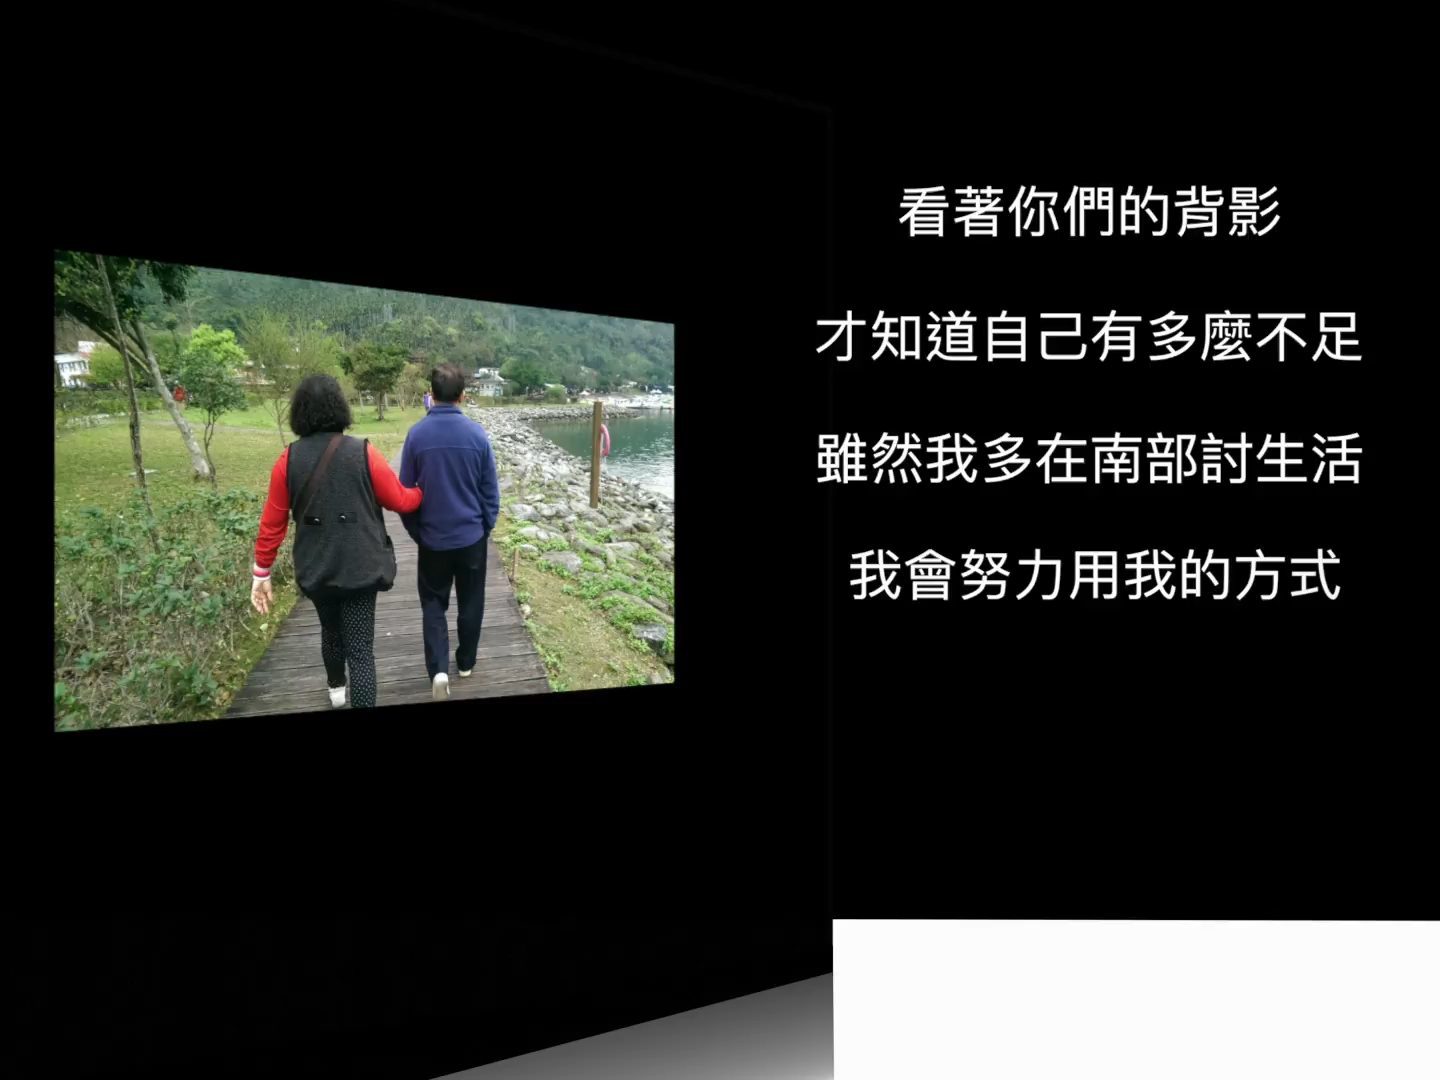 看著你們的背影
才知道自己有多麼不足
雖然我多在南部討生活
我會努力用我的方式